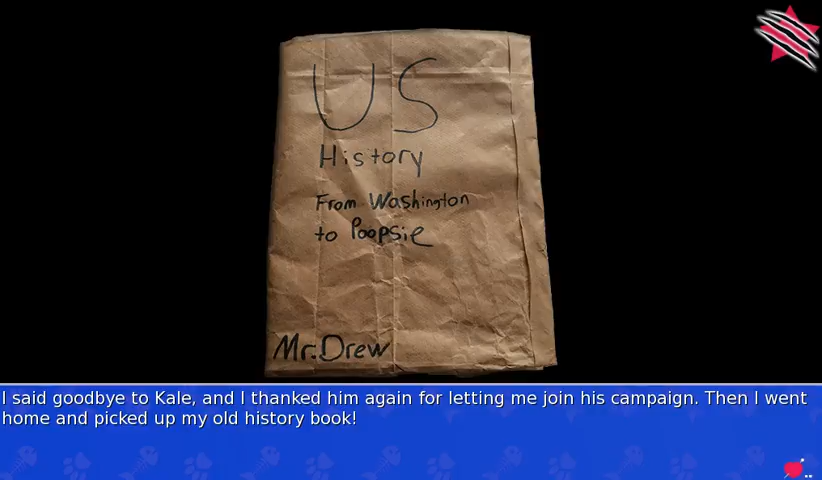 US
History
From Washington
to Poopsie
Mr. Drew
I said goodbye to Kale, and I thanked him again for letting me join his campaign. Then I went
home and picked up my old history book!